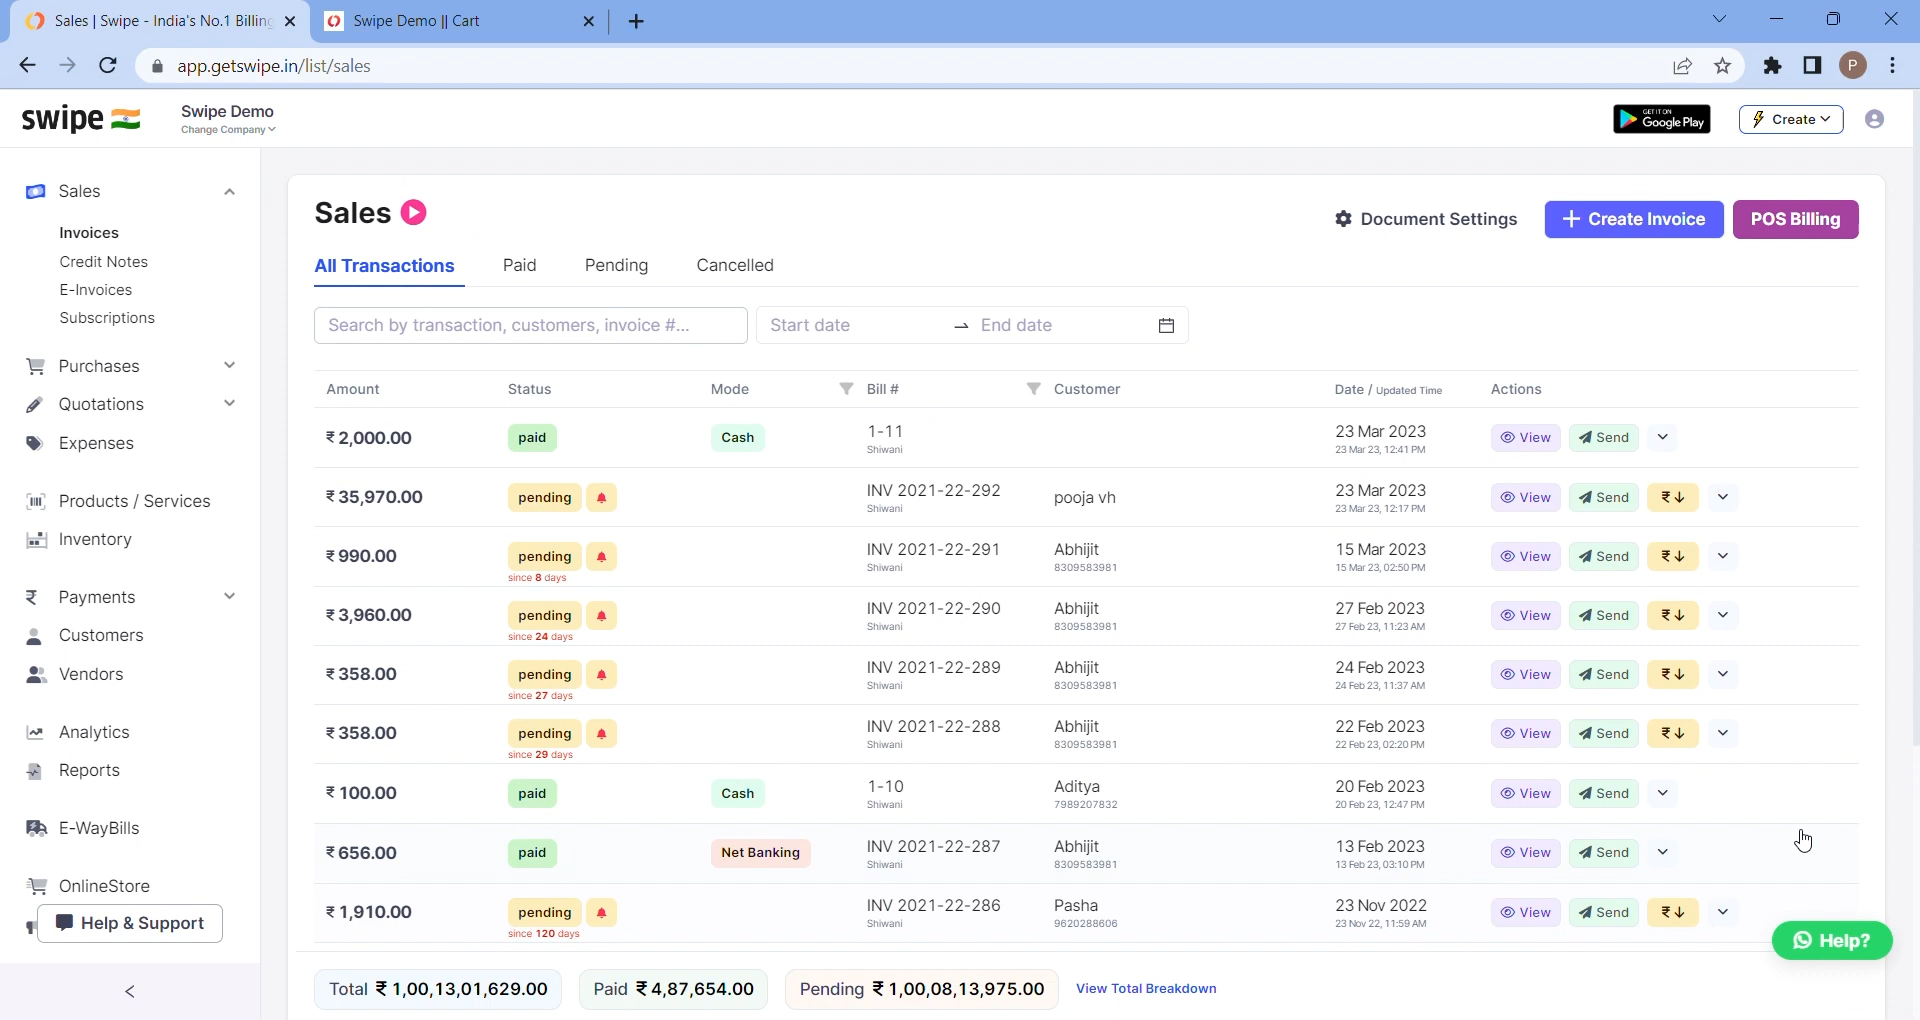 Sales | Swipe - India's No.1 Billing
Swipe Demo || Cart
app.getswipe.in/list/sales
P
swipe
Swipe Demo
Change Company
GET IT ON
Google Play
Create
Sales
Invoices
Credit Notes
E-Invoices
Subscriptions
Purchases
Quotations
Expenses
Products / Services
Inventory
Payments
Customers
Vendors
Analytics
Reports
E-WayBills
OnlineStore
Help & Support
Sales
Document Settings
+ Create Invoice
POS Billing
All Transactions Paid Pending Cancelled
Search by transaction, customers, invoice #...
Start date → End date
Amount Status Mode Bill # Customer Date / Updated Time Actions
₹ 2,000.00 paid Cash 1-11 23 Mar 2023 View Send
Shiwani 23 Mar 23, 12:41 PM
₹ 35,970.00 pending INV 2021-22-292 pooja vh 23 Mar 2023 View Send ₹↓
Shiwani 23 Mar 23, 12:17 PM
₹ 990.00 pending INV 2021-22-291 Abhijit 15 Mar 2023 View Send ₹↓
since 8 days Shiwani 8309583981 15 Mar 23, 02:50 PM
₹ 3,960.00 pending INV 2021-22-290 Abhijit 27 Feb 2023 View Send ₹↓
since 24 days Shiwani 8309583981 27 Feb 23, 11:23 AM
₹ 358.00 pending INV 2021-22-289 Abhijit 24 Feb 2023 View Send ₹↓
since 27 days Shiwani 8309583981 24 Feb 23, 11:37 AM
₹ 358.00 pending INV 2021-22-288 Abhijit 22 Feb 2023 View Send ₹↓
since 29 days Shiwani 8309583981 22 Feb 23, 02:20 PM
₹ 100.00 paid Cash 1-10 Aditya 20 Feb 2023 View Send
Shiwani 7989207832 20 Feb 23, 12:47 PM
₹ 656.00 paid Net Banking INV 2021-22-287 Abhijit 13 Feb 2023 View Send
Shiwani 8309583981 13 Feb 23, 03:10 PM
₹ 1,910.00 pending INV 2021-22-286 Pasha 23 Nov 2022 View Send ₹↓
since 120 days Shiwani 9620288606 23 Nov 22, 11:59 AM
Help?
Total ₹ 1,00,13,01,629.00 Paid ₹ 4,87,654.00 Pending ₹ 1,00,08,13,975.00 View Total Breakdown